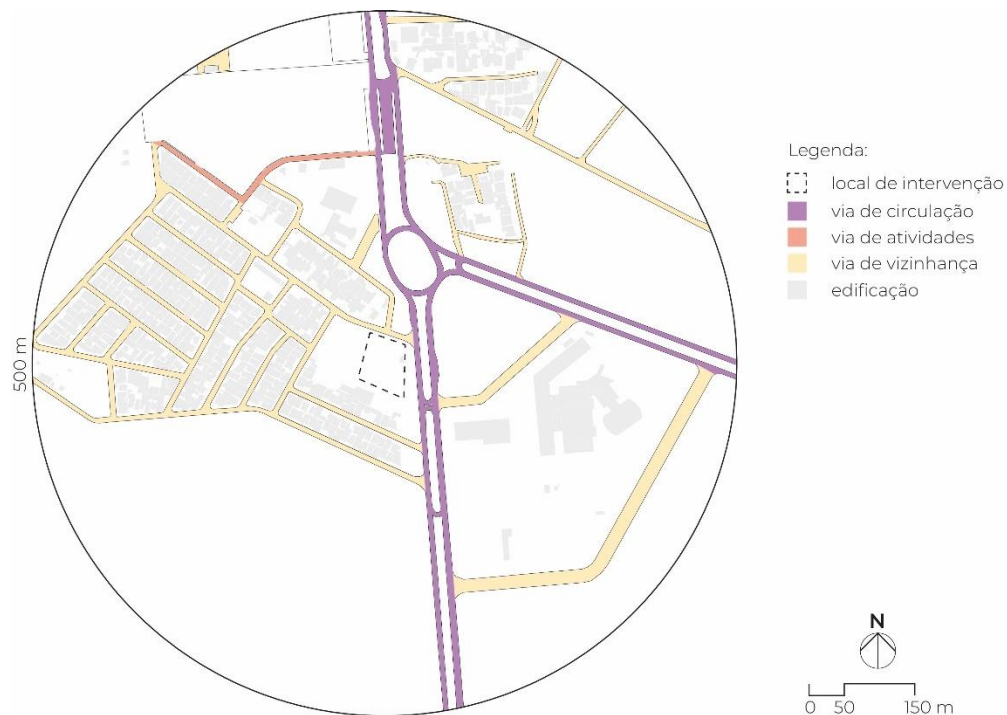 Legenda:
local de intervenção
via de circulação
via de atividades
via de vizinhança
edificação
500 m
N
0 50 150 m